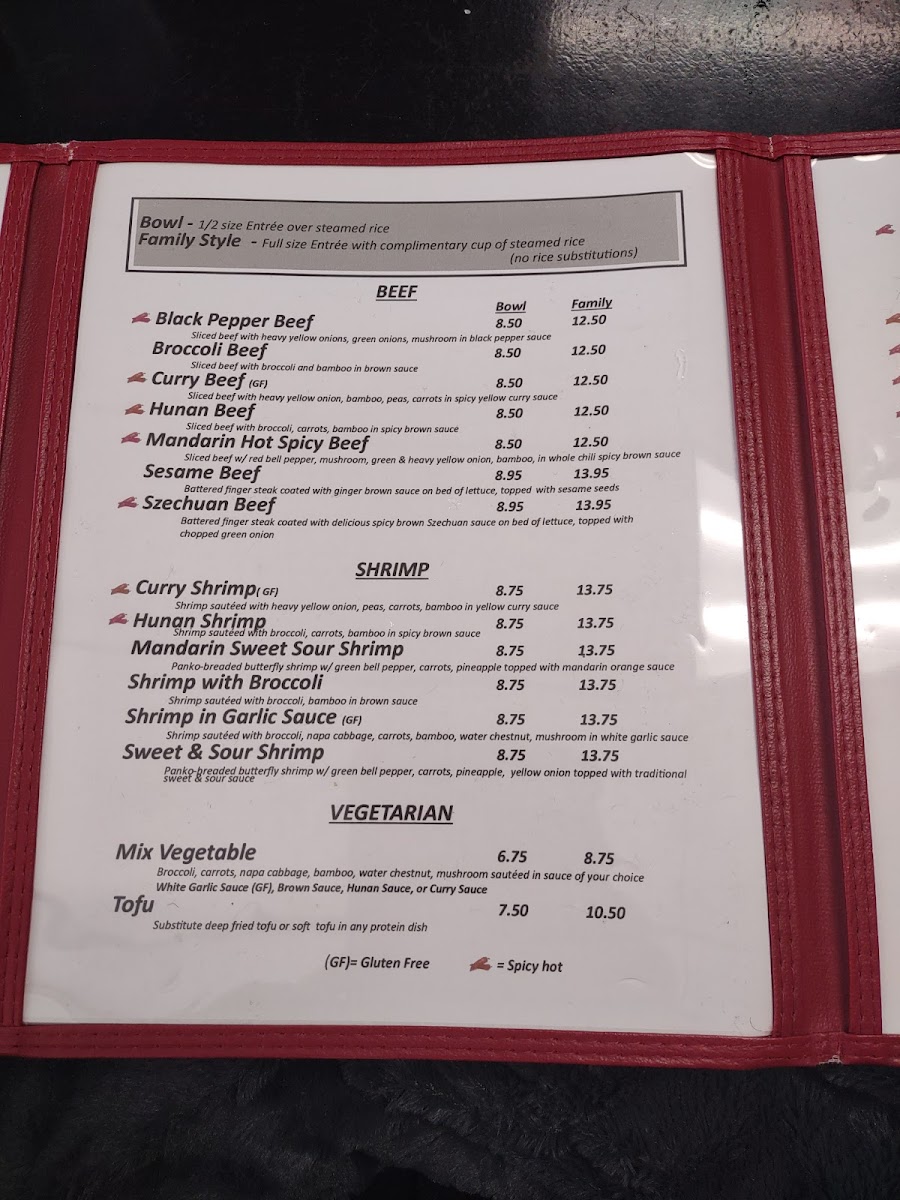 Bowl - 1/2 size Entrée over steamed rice
Family Style - Full size Entrée with complimentary cup of steamed rice
(no rice substitutions)
BEEF
Bowl Family
Black Pepper Beef 8.50 12.50
Sliced beef with heavy yellow onions, green onions, mushroom in black pepper sauce
Broccoli Beef 8.50 12.50
Sliced beef with broccoli and bamboo in brown sauce
Curry Beef (GF) 8.50 12.50
Sliced beef with heavy yellow onion, bamboo, peas, carrots in spicy yellow curry sauce
Hunan Beef 8.50 12.50
Sliced beef with broccoli, carrots, bamboo in spicy brown sauce
Mandarin Hot Spicy Beef 8.50 12.50
Sliced beef w/ red bell pepper, mushroom, green & heavy yellow onion, bamboo, in whole chili spicy brown sauce
Sesame Beef 8.95 13.95
Battered finger steak coated with ginger brown sauce on bed of lettuce, topped with sesame seeds
Szechuan Beef 8.95 13.95
Battered finger steak coated with delicious spicy brown Szechuan sauce on bed of lettuce, topped with
chopped green onion
SHRIMP
Curry Shrimp( GF) 8.75 13.75
Shrimp sautéed with heavy yellow onion, peas, carrots, bamboo in yellow curry sauce
Hunan Shrimp 8.75 13.75
Shrimp sautéed with broccoli, carrots, bamboo in spicy brown sauce
Mandarin Sweet Sour Shrimp 8.75 13.75
Panko-breaded butterfly shrimp w/ green bell pepper, carrots, pineapple topped with mandarin orange sauce
Shrimp with Broccoli 8.75 13.75
Shrimp sautéed with broccoli, bamboo in brown sauce
Shrimp in Garlic Sauce (GF) 8.75 13.75
Shrimp sautéed with broccoli, napa cabbage, carrots, bamboo, water chestnut, mushroom in white garlic sauce
Sweet & Sour Shrimp 8.75 13.75
Panko-breaded butterfly shrimp w/ green bell pepper, carrots, pineapple, yellow onion topped with traditional
sweet & sour sauce
VEGETARIAN
Mix Vegetable 6.75 8.75
Broccoli, carrots, napa cabbage, bamboo, water chestnut, mushroom sautéed in sauce of your choice
White Garlic Sauce (GF), Brown Sauce, Hunan Sauce, or Curry Sauce
Tofu 7.50 10.50
Substitute deep fried tofu or soft tofu in any protein dish
(GF)= Gluten Free = Spicy hot